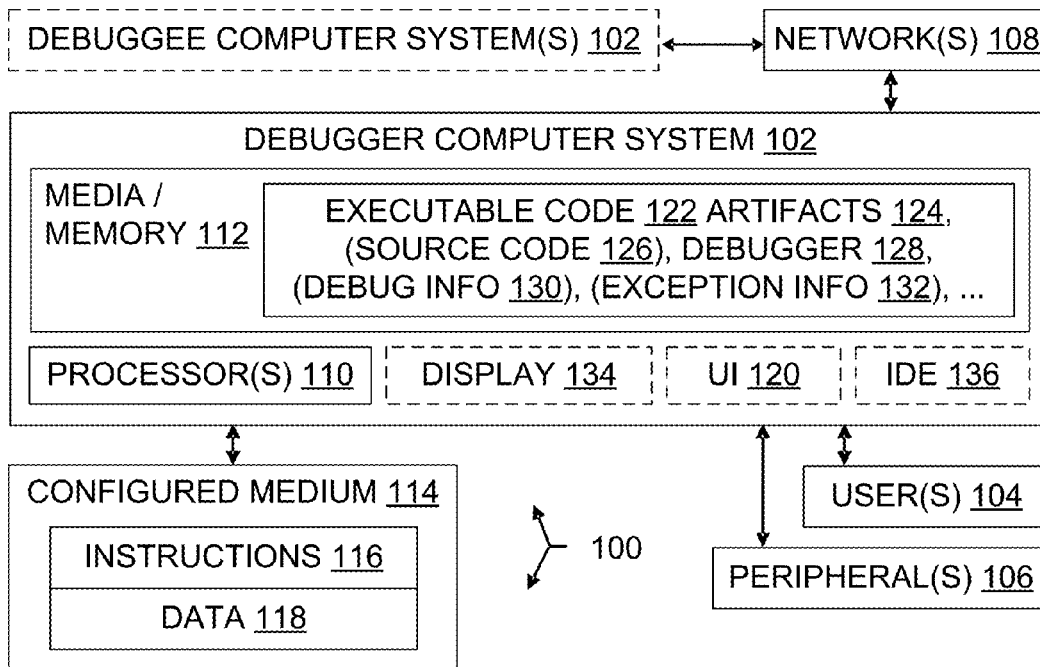 DEBUGGEE COMPUTER SYSTEM(S) 102
NETWORK(S) 108
DEBUGGER COMPUTER SYSTEM 102
MEDIA /
MEMORY 112
EXECUTABLE CODE 122 ARTIFACTS 124,
(SOURCE CODE 126), DEBUGGER 128,
(DEBUG INFO 130), (EXCEPTION INFO 132), ...
PROCESSOR(S) 110
DISPLAY 134
UI 120
IDE 136
CONFIGURED MEDIUM 114
INSTRUCTIONS 116
DATA 118
100
USER(S) 104
PERIPHERAL(S) 106